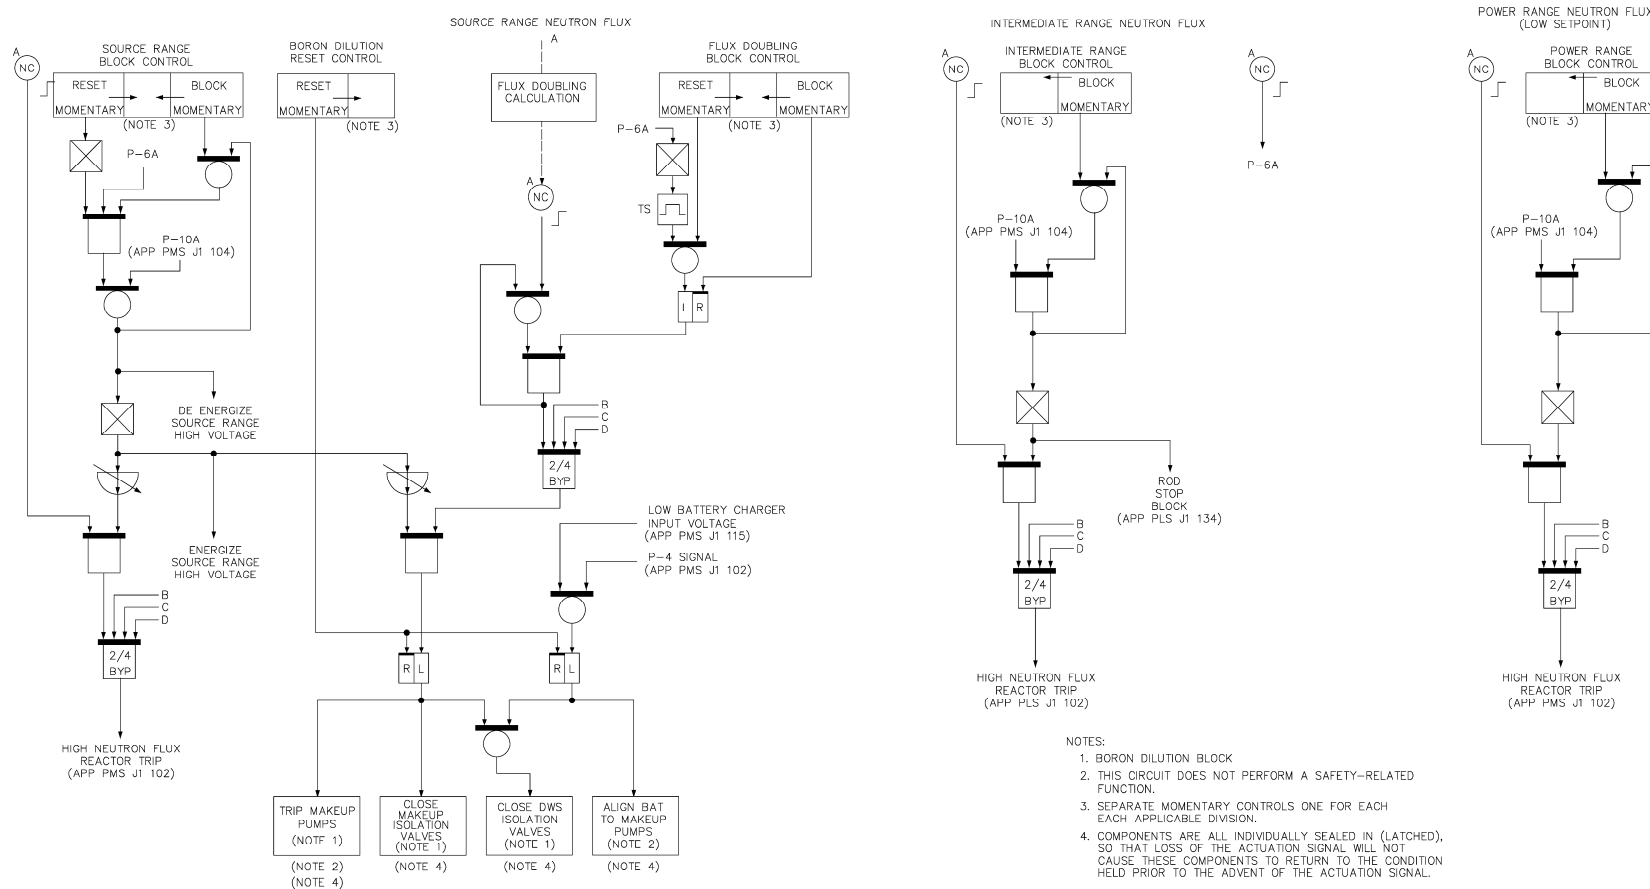 SOURCE RANGE NEUTRON FLUX
A
SOURCE RANGE
BLOCK CONTROL
A
NC
RESET
BLOCK
MOMENTARY
MOMENTARY
(NOTE 3)
P-6A
P-10A
(APP PMS J1 104)
DE ENERGIZE
SOURCE RANGE
HIGH VOLTAGE
ENERGIZE
SOURCE RANGE
HIGH VOLTAGE
B
C
D
2/4
BYP
HIGH NEUTRON FLUX
REACTOR TRIP
(APP PMS J1 102)
BORON DILUTION
RESET CONTROL
RESET
MOMENTARY
(NOTE 3)
FLUX DOUBLING
CALCULATION
A
NC
FLUX DOUBLING
BLOCK CONTROL
RESET
BLOCK
MOMENTARY
MOMENTARY
(NOTE 3)
P-6A
TS
I R
B
C
D
2/4
BYP
LOW BATTERY CHARGER
INPUT VOLTAGE
(APP PMS J1 115)
P-4 SIGNAL
(APP PMS J1 102)
R L
R L
TRIP MAKEUP
PUMPS
(NOTE 1)
(NOTE 2)
(NOTE 4)
CLOSE
MAKEUP
ISOLATION
VALVES
(NOTE 1)
(NOTE 4)
CLOSE DWS
ISOLATION
VALVES
(NOTE 1)
(NOTE 4)
ALIGN BAT
TO MAKEUP
PUMPS
(NOTE 2)
(NOTE 4)
INTERMEDIATE RANGE NEUTRON FLUX
A
NC
INTERMEDIATE RANGE
BLOCK CONTROL
BLOCK
MOMENTARY
(NOTE 3)
A
NC
P-6A
P-10A
(APP PMS J1 104)
ROD
STOP
BLOCK
(APP PLS J1 134)
B
C
D
2/4
BYP
HIGH NEUTRON FLUX
REACTOR TRIP
(APP PLS J1 102)
POWER RANGE NEUTRON FLUX
(LOW SETPOINT)
A
NC
POWER RANGE
BLOCK CONTROL
BLOCK
MOMENTARY
(NOTE 3)
P-10A
(APP PMS J1 104)
B
C
D
2/4
BYP
HIGH NEUTRON FLUX
REACTOR TRIP
(APP PMS J1 102)
NOTES:
1. BORON DILUTION BLOCK
2. THIS CIRCUIT DOES NOT PERFORM A SAFETY-RELATED
FUNCTION.
3. SEPARATE MOMENTARY CONTROLS ONE FOR EACH
EACH APPLICABLE DIVISION.
4. COMPONENTS ARE ALL INDIVIDUALLY SEALED IN (LATCHED),
SO THAT LOSS OF THE ACTUATION SIGNAL WILL NOT
CAUSE THESE COMPONENTS TO RETURN TO THE CONDITION
HELD PRIOR TO THE ADVENT OF THE ACTUATION SIGNAL.